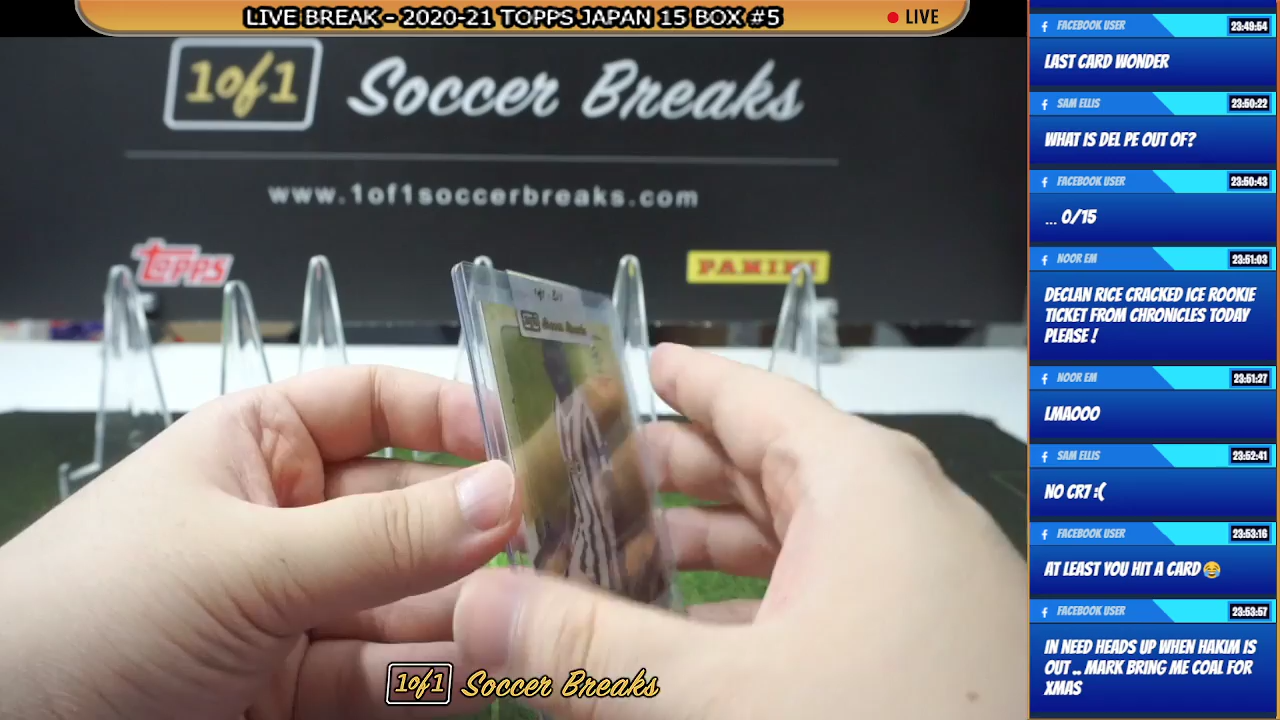 LIVE BREAK - 2020-21 TOPPS JAPAN 15 BOX #5
LIVE
1of1 Soccer Breaks
www.1of1soccerbreaks.com
TOPPS
PANINI
1of1 Soccer Breaks
FACEBOOK USER 23:49:54
LAST CARD WONDER
SAM ELLIS 23:50:22
WHAT IS DEL PE OUT OF?
FACEBOOK USER 23:50:43
... 0/15
NOOR EM 23:51:03
DECLAN RICE CRACKED ICE ROOKIE
TICKET FROM CHRONICLES TODAY
PLEASE !
NOOR EM 23:51:27
LMAOOO
SAM ELLIS 23:52:41
NO CR7 :(
FACEBOOK USER 23:53:16
AT LEAST YOU HIT A CARD 😂
FACEBOOK USER 23:53:57
IN NEED HEADS UP WHEN HAKIM IS
OUT .. MARK BRING ME COAL FOR
XMAS